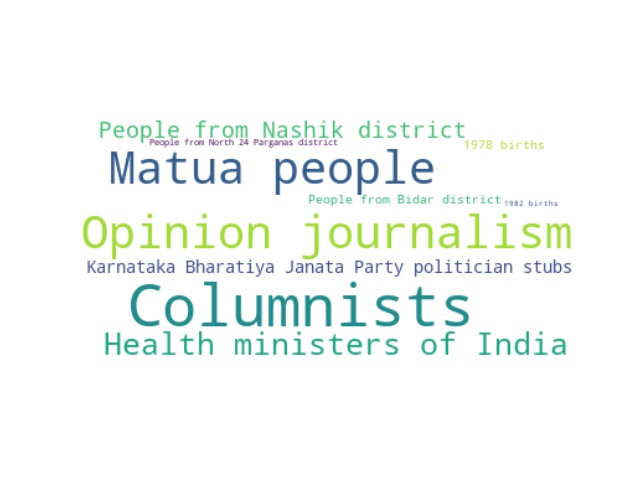 People from Nashik district
People from North 24 Parganas district
1978 births
Matua people
People from Bidar district
1982 births
Opinion journalism
Karnataka Bharatiya Janata Party politician stubs
Columnists
Health ministers of India